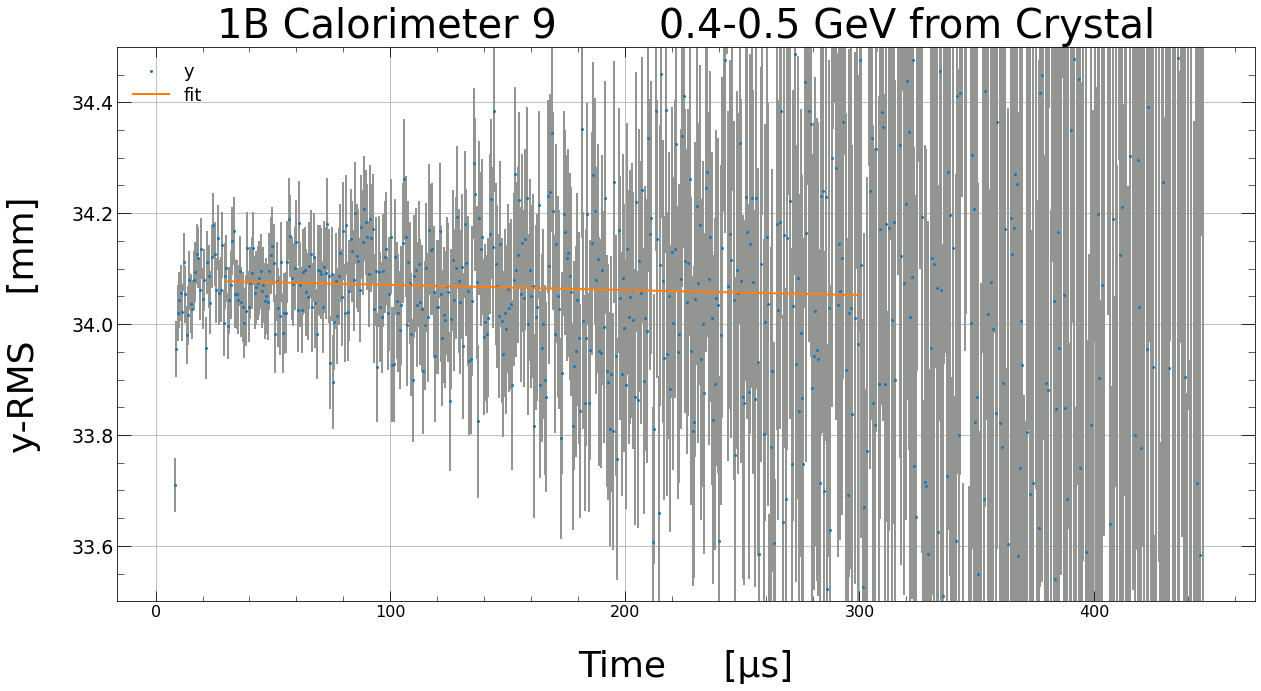 1B Calorimeter 9 0.4-0.5 GeV from Crystal
y
fit
34.4
34.2
34.0
33.8
33.6
y-RMS [mm]
0 100 200 300 400
Time [μs]